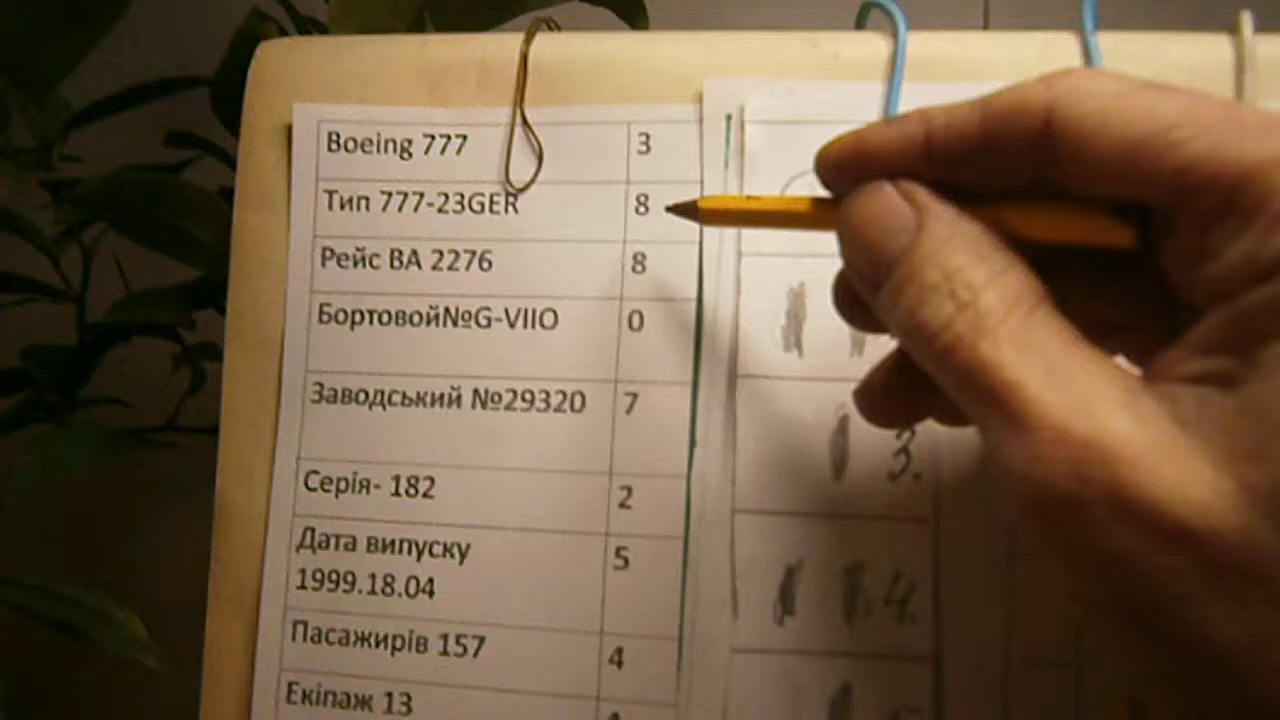 Boeing 777 3
Тип 777-23GER 8
Рейс ВА 2276 8
Бортовой№G-VIIO 0
Заводський №29320 7
3.
Серія- 182 2
Дата випуску 5
1999.18.04
4.
Пасажирів 157 4
Екіпаж 13